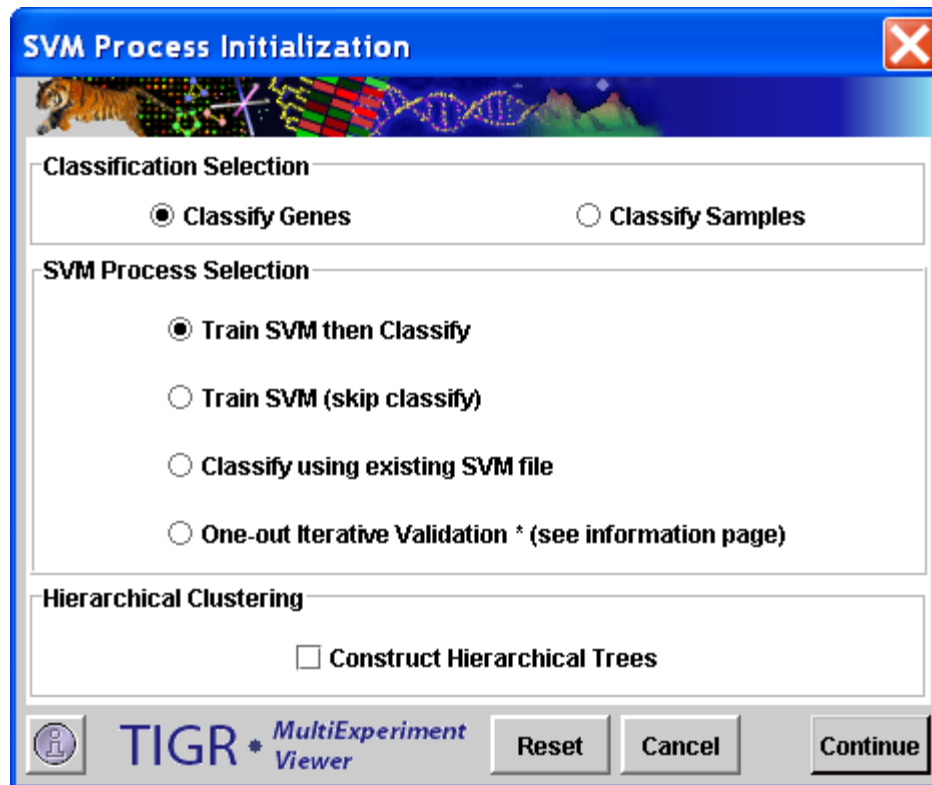 SVM Process Initialization
Classification Selection
Classify Genes Classify Samples
SVM Process Selection
Train SVM then Classify
Train SVM (skip classify)
Classify using existing SVM file
One-out Iterative Validation * (see information page)
Hierarchical Clustering
Construct Hierarchical Trees
TIGR • MultiExperiment
Viewer
Reset Cancel Continue